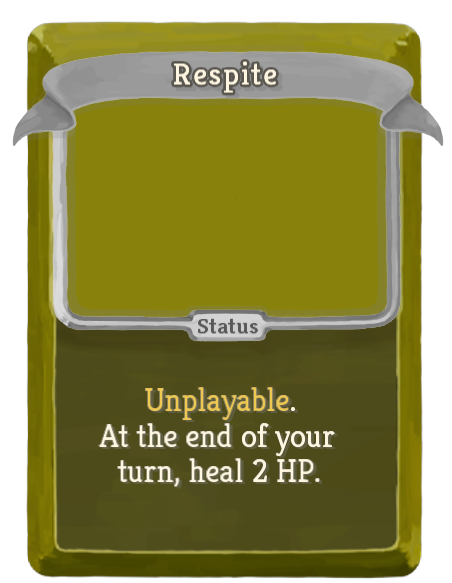 Respite
Status
Unplayable.
At the end of your
turn, heal 2 HP.